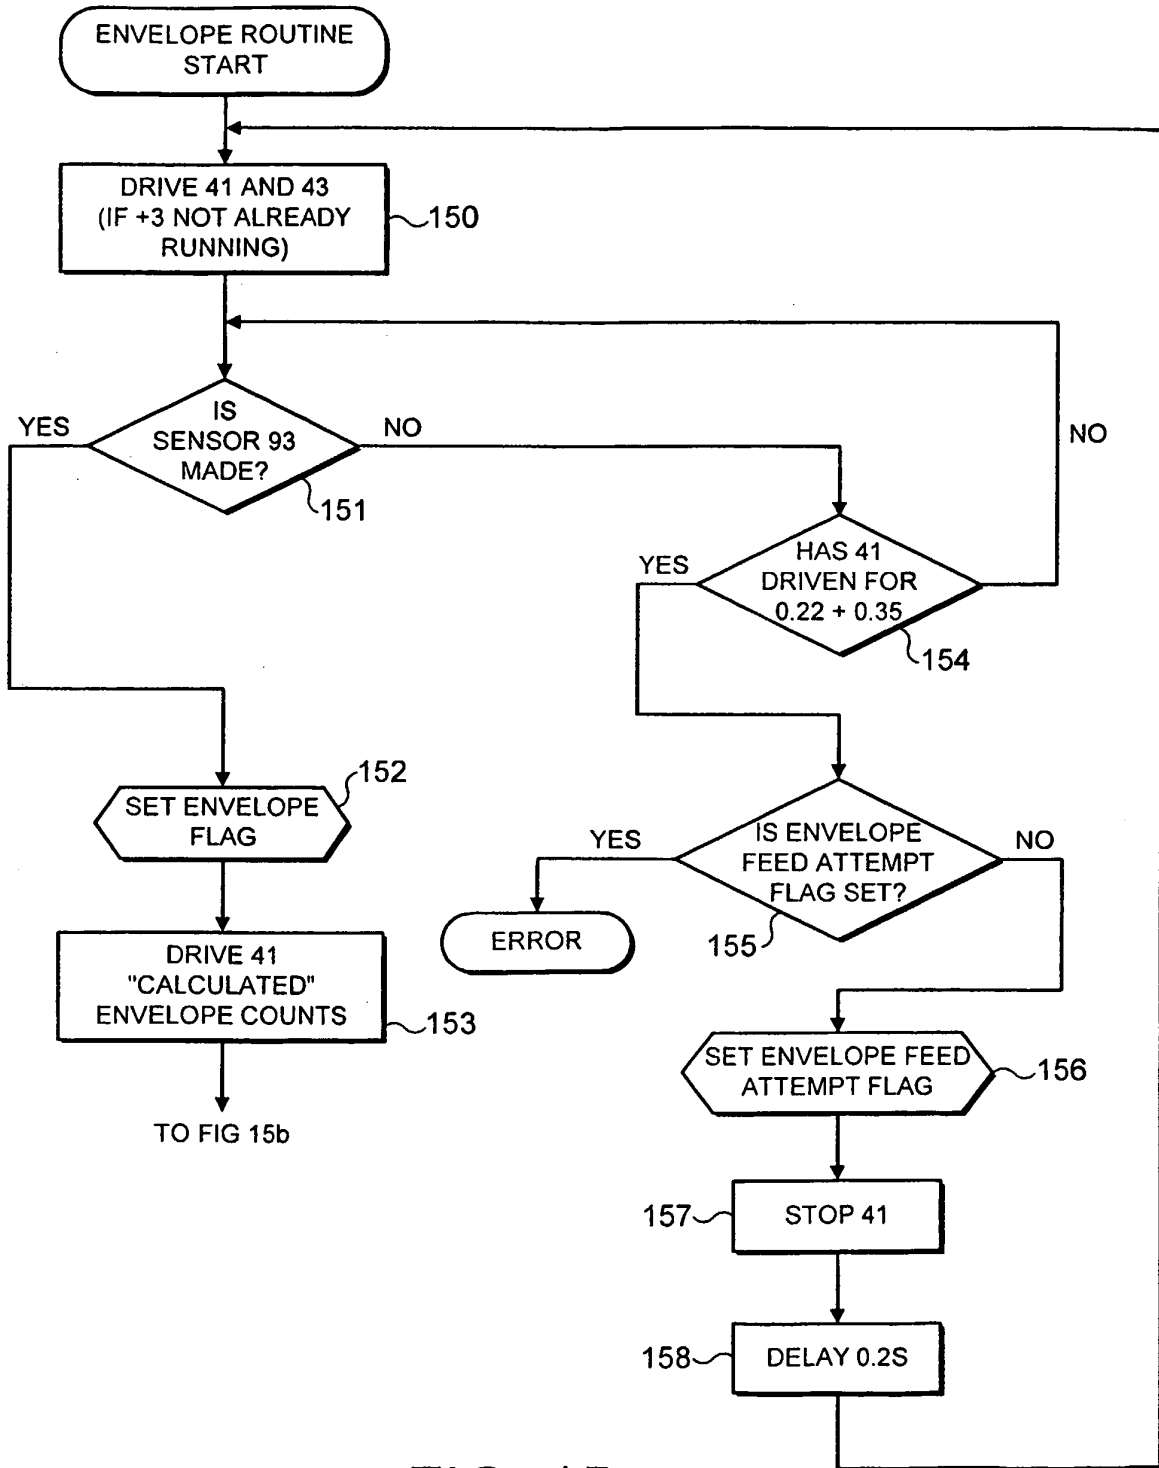 ENVELOPE ROUTINE
START
DRIVE 41 AND 43
(IF +3 NOT ALREADY
RUNNING)
150
IS
SENSOR 93
MADE?
YES
NO
151
NO
HAS 41
DRIVEN FOR
0.22 + 0.35
YES
154
152
SET ENVELOPE
FLAG
IS ENVELOPE
FEED ATTEMPT
FLAG SET?
YES
NO
155
ERROR
DRIVE 41
"CALCULATED"
ENVELOPE COUNTS
153
TO FIG 15b
SET ENVELOPE FEED
ATTEMPT FLAG
156
157
STOP 41
158
DELAY 0.2S